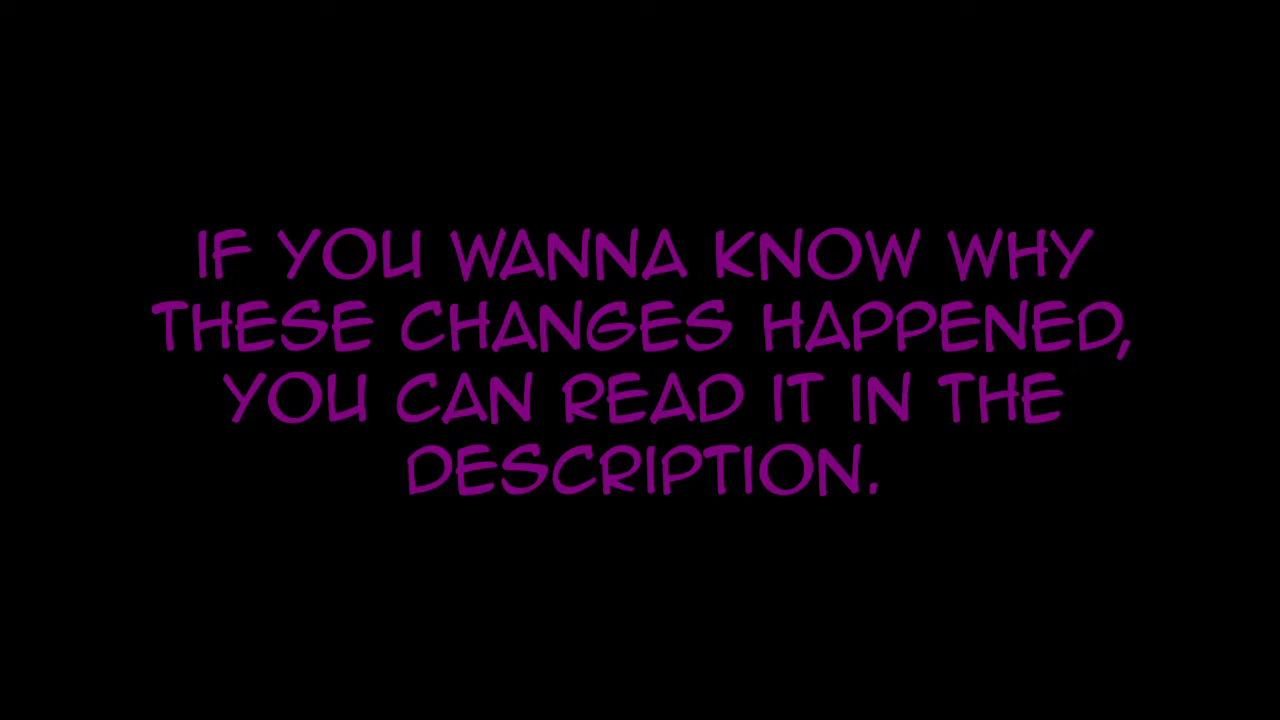 IF YOU WANNA KNOW WHY
THESE CHANGES HAPPENED,
YOU CAN READ IT IN THE
DESCRIPTION.